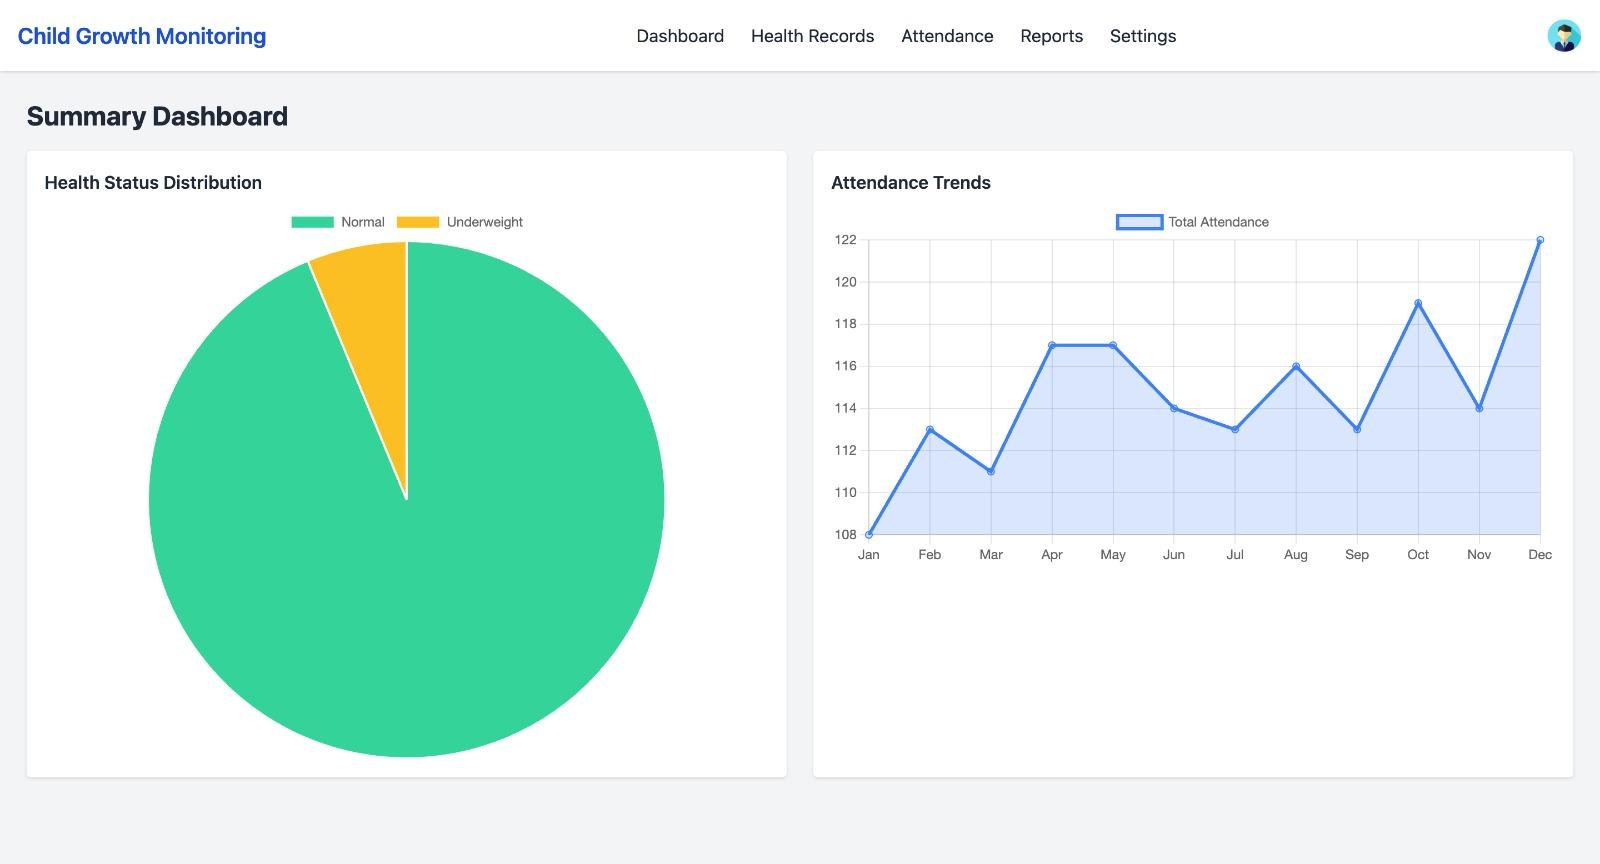 Child Growth Monitoring
Dashboard Health Records Attendance Reports Settings
Summary Dashboard
Health Status Distribution
Normal Underweight
Attendance Trends
Total Attendance
122
120
118
116
114
112
110
108
Jan Feb Mar Apr May Jun Jul Aug Sep Oct Nov Dec